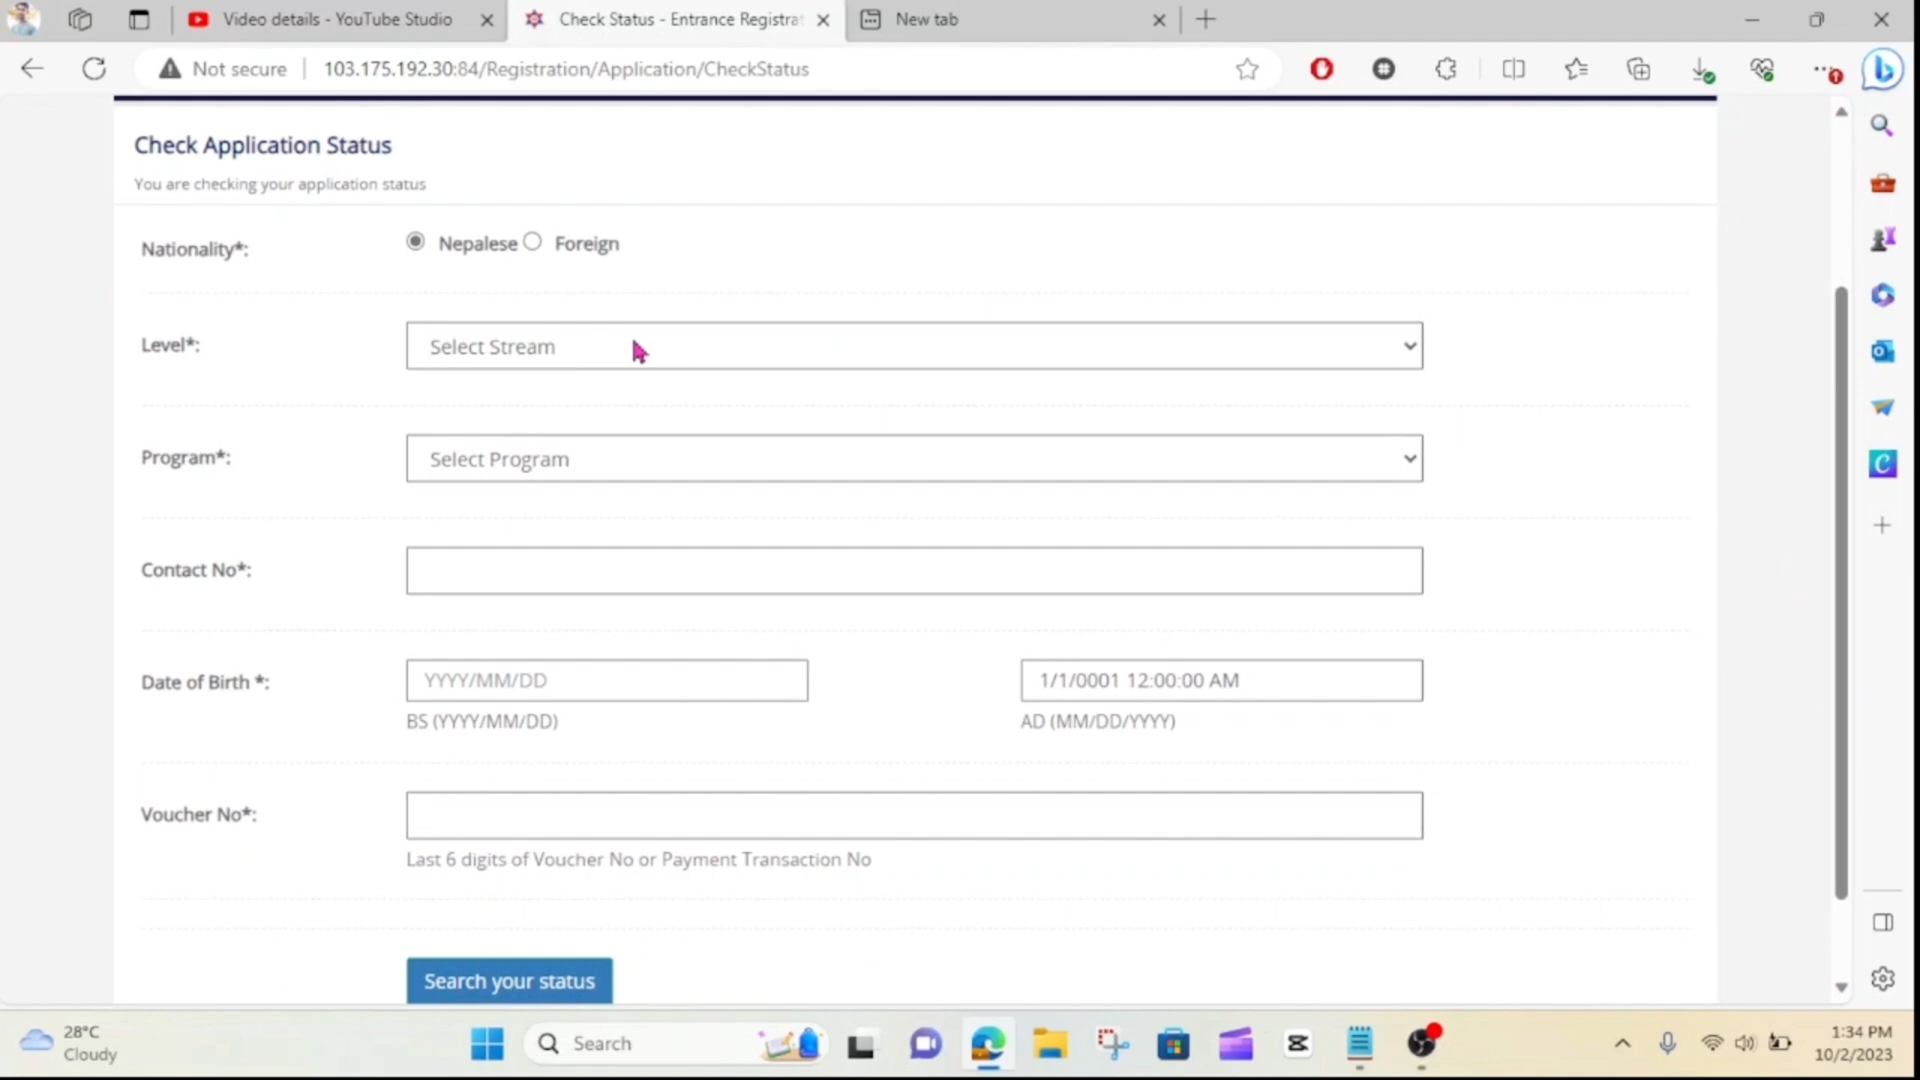 Video details - YouTube Studio
Check Status - Entrance Registrat
New tab
Not secure
103.175.192.30:84/Registration/Application/CheckStatus
Check Application Status
You are checking your application status
Nationality*:
Nepalese
Foreign
Level*:
Select Stream
Program*:
Select Program
Contact No*:
Date of Birth *:
YYYY/MM/DD
1/1/0001 12:00:00 AM
BS (YYYY/MM/DD)
AD (MM/DD/YYYY)
Voucher No*:
Last 6 digits of Voucher No or Payment Transaction No
Search your status
28°C
Cloudy
Search
1:34 PM
10/2/2023